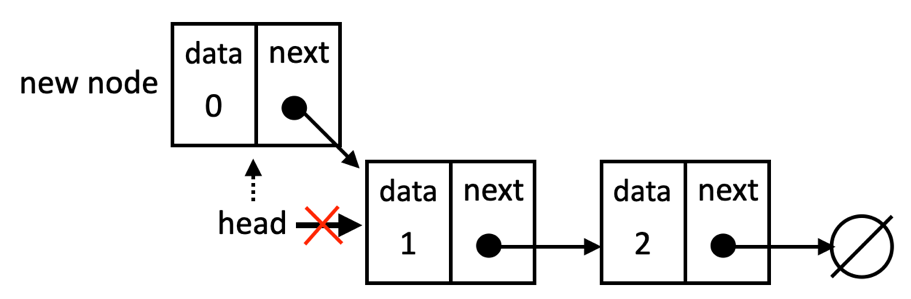 data next
new node
0
data next
data next
head
1
2